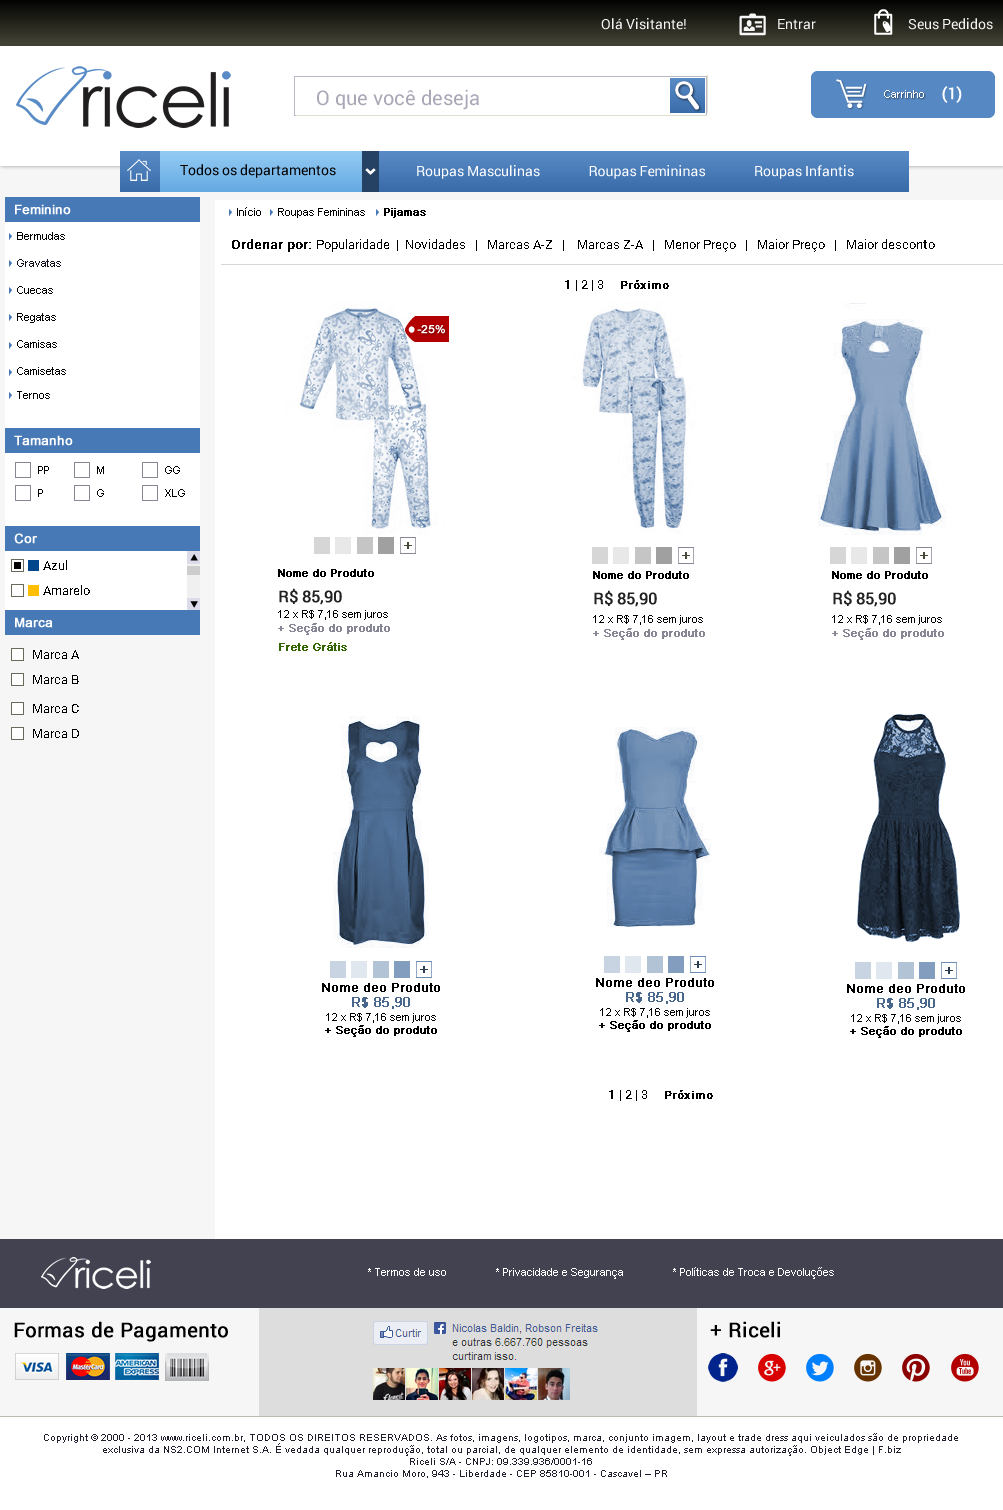 Olá Visitante! Entrar Seus Pedidos
riceli O que você deseja Carrinho (1)
Todos os departamentos Roupas Masculinas Roupas Femininas Roupas Infantis
Feminino
Bermudas
Gravatas
Cuecas
Regatas
Camisas
Camisetas
Ternos
Tamanho
PP M GG
P G XLG
Cor
Azul
Amarelo
Marca
Marca A
Marca B
Marca C
Marca D
Início Roupas Femininas Pijamas
Ordenar por: Popularidade | Novidades | Marcas A-Z | Marcas Z-A | Menor Preço | Maior Preço | Maior desconto
1 | 2 | 3 Próximo
-25%
Nome do Produto
R$ 85,90
12 x R$ 7,16 sem juros
+ Seção do produto
Frete Grátis
Nome do Produto
R$ 85,90
12 x R$ 7,16 sem juros
+ Seção do produto
Nome do Produto
R$ 85,90
12 x R$ 7,16 sem juros
+ Seção do produto
Nome deo Produto
R$ 85,90
12 x R$ 7,16 sem juros
+ Seção do produto
Nome deo Produto
R$ 85,90
12 x R$ 7,16 sem juros
+ Seção do produto
Nome deo Produto
R$ 85,90
12 x R$ 7,16 sem juros
+ Seção do produto
1 | 2 | 3 Próximo
riceli * Termos de uso * Privacidade e Segurança * Políticas de Troca e Devoluções
Formas de Pagamento
VISA MasterCard AMERICAN EXPRESS
Curtir Nicolas Baldin, Robson Freitas
e outras 6.667.760 pessoas
curtiram isso.
+ Riceli
You Tube
Copyright © 2000 - 2013 www.riceli.com.br, TODOS OS DIREITOS RESERVADOS. As fotos, imagens, logotipos, marca, conjunto imagem, layout e trade dress aqui veiculados são de propriedade
exclusiva da NS2.COM Internet S.A. É vedada qualquer reprodução, total ou parcial, de qualquer elemento de identidade, sem expressa autorização. Object Edge | F.biz
Riceli S/A - CNPJ: 09.339.936/0001-16
Rua Amancio Moro, 943 - Liberdade - CEP 85810-001 - Cascavel – PR